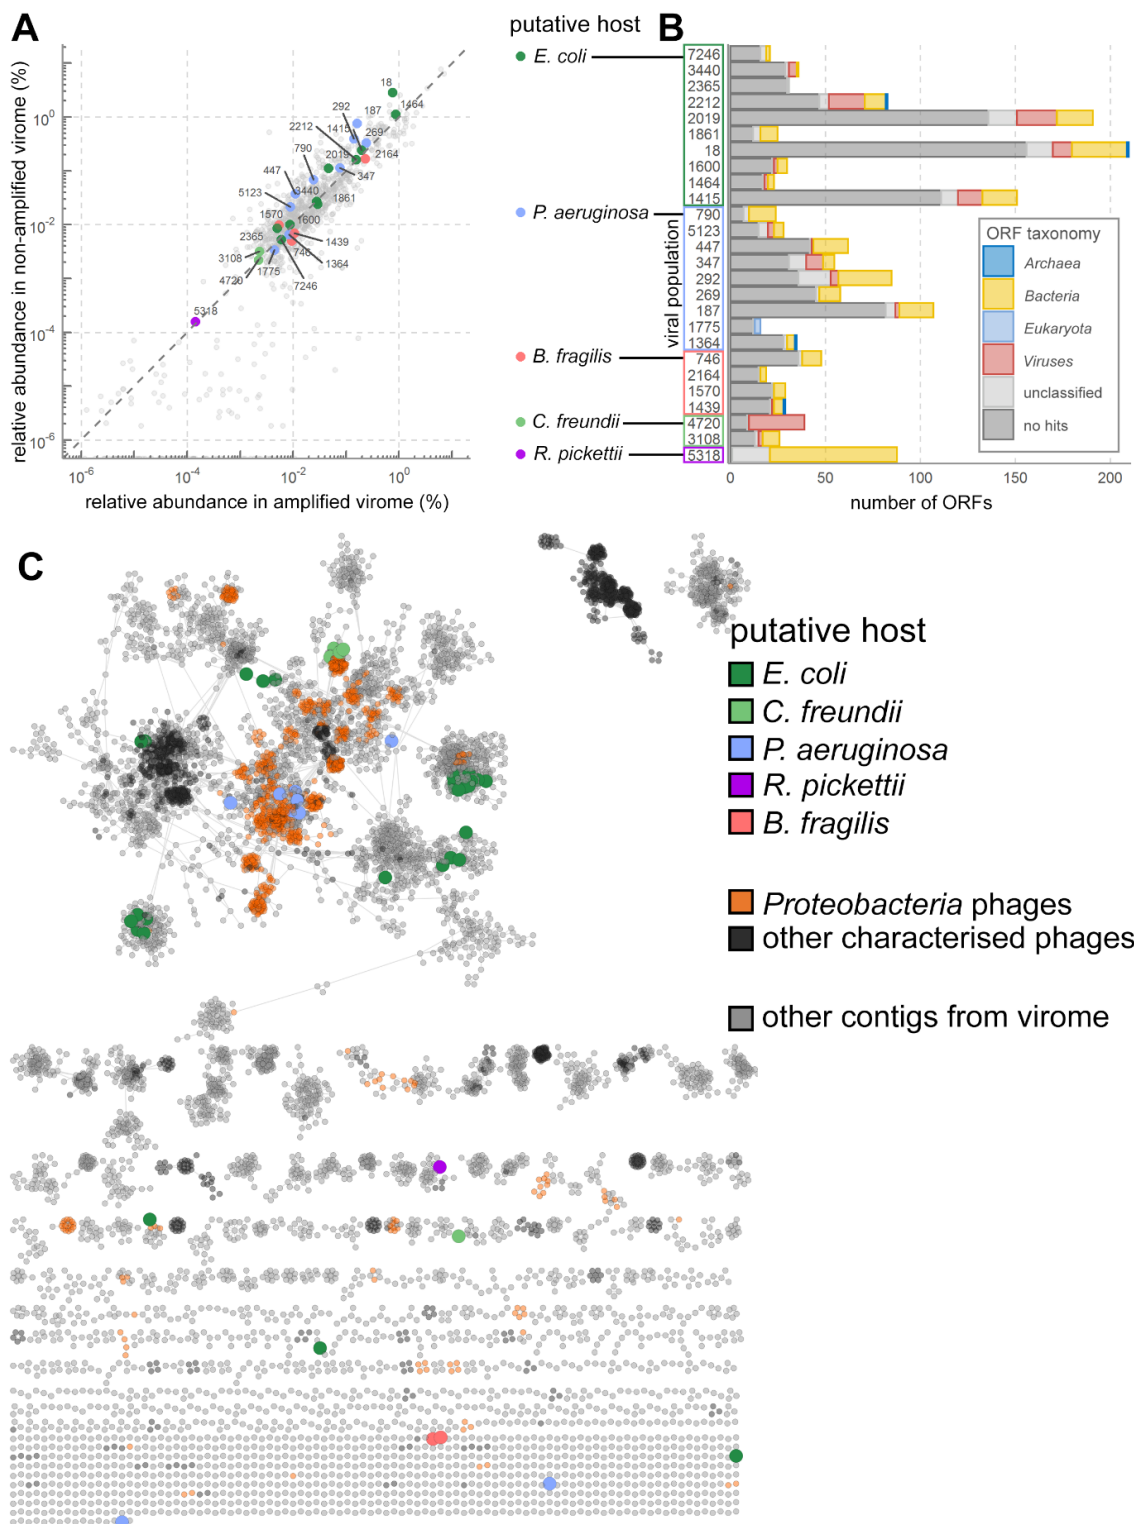 A
relative abundance in non-amplified virome (%)
10^0
10^-2
10^-4
10^-6
10^-6
10^-4
10^-2
10^0
relative abundance in amplified virome (%)
18
1464
292
187
1415
269
2212
2019
2164
790
447
347
3440
5123
1861
1570
1600
2365
1439
3108
746
1364
4720
1775
7246
5318
putative host
E. coli
P. aeruginosa
B. fragilis
C. freundii
R. pickettii
B
viral population
7246
3440
2365
2212
2019
1861
18
1600
1464
1415
790
5123
447
347
292
269
187
1775
1364
746
2164
1570
1439
4720
3108
5318
0
50
100
150
200
number of ORFs
ORF taxonomy
Archaea
Bacteria
Eukaryota
Viruses
unclassified
no hits
C
putative host
E. coli
C. freundii
P. aeruginosa
R. pickettii
B. fragilis
Proteobacteria phages
other characterised phages
other contigs from virome